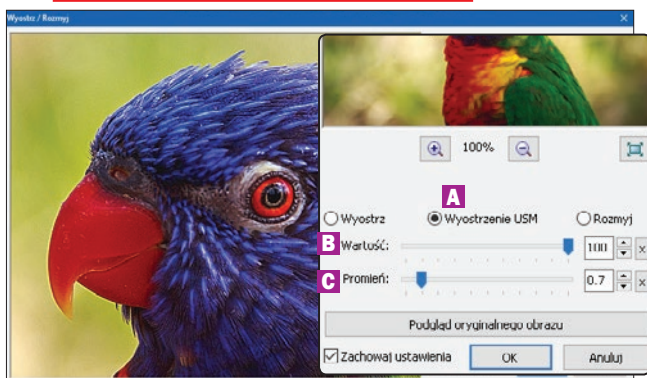 Wyostrz / Rozmyj
100%
A
Wyostrz Wyostrzenie USM Rozmyj
B Wartość: 100 x
C Promień: 0.7 x
Podgląd oryginalnego obrazu
Zachowaj ustawienia OK Anuluj